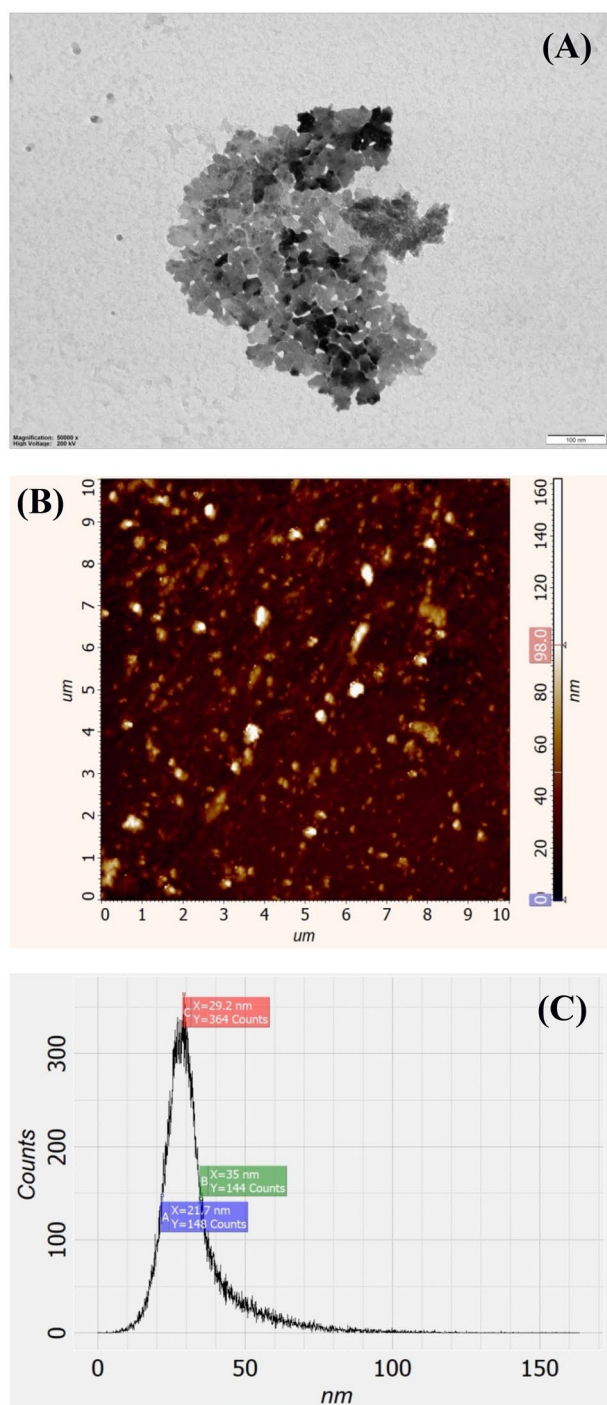 (A)
Magnification: 50000 x
High Voltage: 200 kV
100 nm
(B)
10
9
8
7
6
5
4
3
2
1
0
um
0 1 2 3 4 5 6 7 8 9 10
um
160
140
120
98.0
80
60
40
20
0
nm
(C)
C X=29.2 nm
Y=364 Counts
B X=35 nm
Y=144 Counts
A X=21.7 nm
Y=148 Counts
Counts
300
200
100
0
0 50 100 150
nm